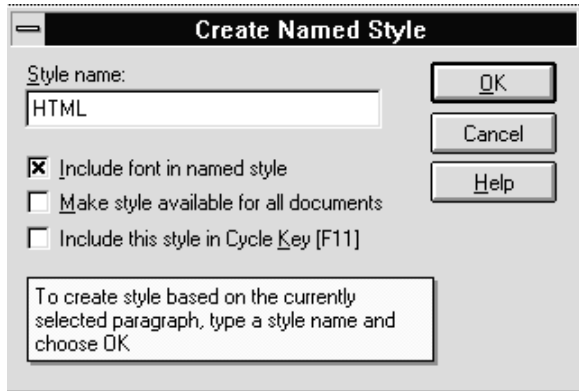 Create Named Style
Style name:
HTML
OK
Cancel
Help
Include font in named style
Make style available for all documents
Include this style in Cycle Key [F11]
To create style based on the currently
selected paragraph, type a style name and
choose OK